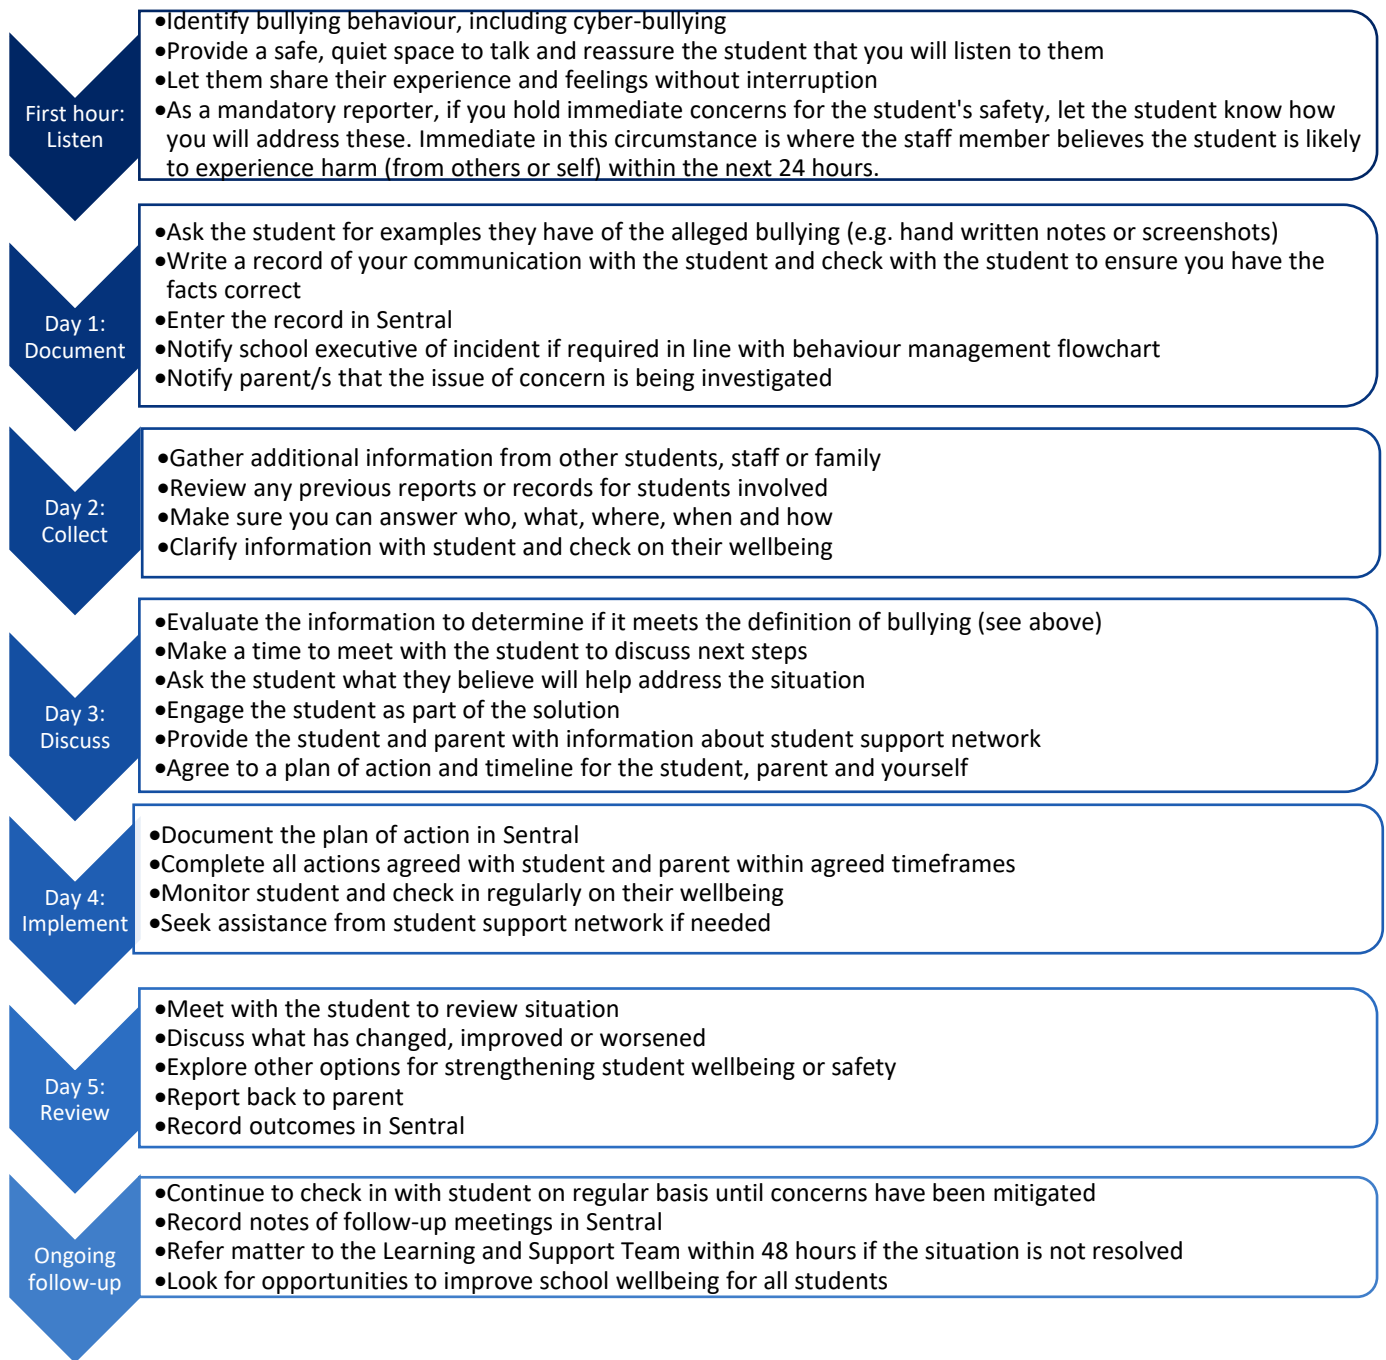 First hour:
Listen
•Identify bullying behaviour, including cyber-bullying
•Provide a safe, quiet space to talk and reassure the student that you will listen to them
•Let them share their experience and feelings without interruption
•As a mandatory reporter, if you hold immediate concerns for the student's safety, let the student know how
you will address these. Immediate in this circumstance is where the staff member believes the student is likely
to experience harm (from others or self) within the next 24 hours.
Day 1:
Document
•Ask the student for examples they have of the alleged bullying (e.g. hand written notes or screenshots)
•Write a record of your communication with the student and check with the student to ensure you have the
facts correct
•Enter the record in Sentral
•Notify school executive of incident if required in line with behaviour management flowchart
•Notify parent/s that the issue of concern is being investigated
Day 2:
Collect
•Gather additional information from other students, staff or family
•Review any previous reports or records for students involved
•Make sure you can answer who, what, where, when and how
•Clarify information with student and check on their wellbeing
Day 3:
Discuss
•Evaluate the information to determine if it meets the definition of bullying (see above)
•Make a time to meet with the student to discuss next steps
•Ask the student what they believe will help address the situation
•Engage the student as part of the solution
•Provide the student and parent with information about student support network
•Agree to a plan of action and timeline for the student, parent and yourself
Day 4:
Implement
•Document the plan of action in Sentral
•Complete all actions agreed with student and parent within agreed timeframes
•Monitor student and check in regularly on their wellbeing
•Seek assistance from student support network if needed
Day 5:
Review
•Meet with the student to review situation
•Discuss what has changed, improved or worsened
•Explore other options for strengthening student wellbeing or safety
•Report back to parent
•Record outcomes in Sentral
Ongoing
follow-up
•Continue to check in with student on regular basis until concerns have been mitigated
•Record notes of follow-up meetings in Sentral
•Refer matter to the Learning and Support Team within 48 hours if the situation is not resolved
•Look for opportunities to improve school wellbeing for all students